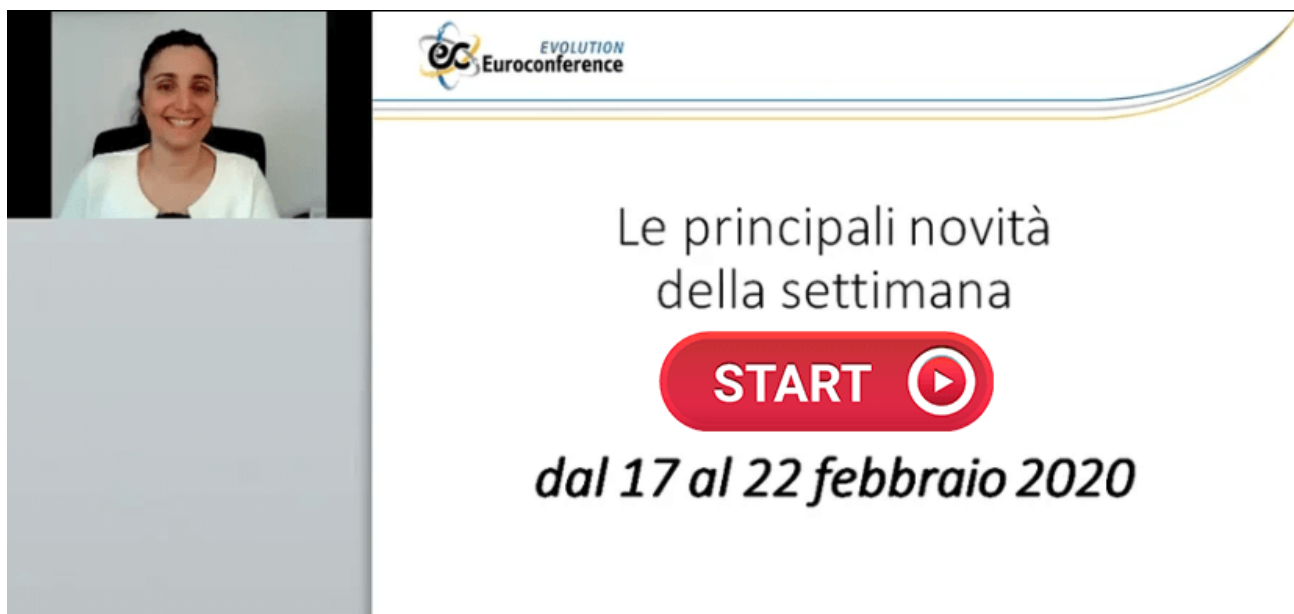 EVOLUTION
Euroconference
Le principali novità
della settimana
START
dal 17 al 22 febbraio 2020